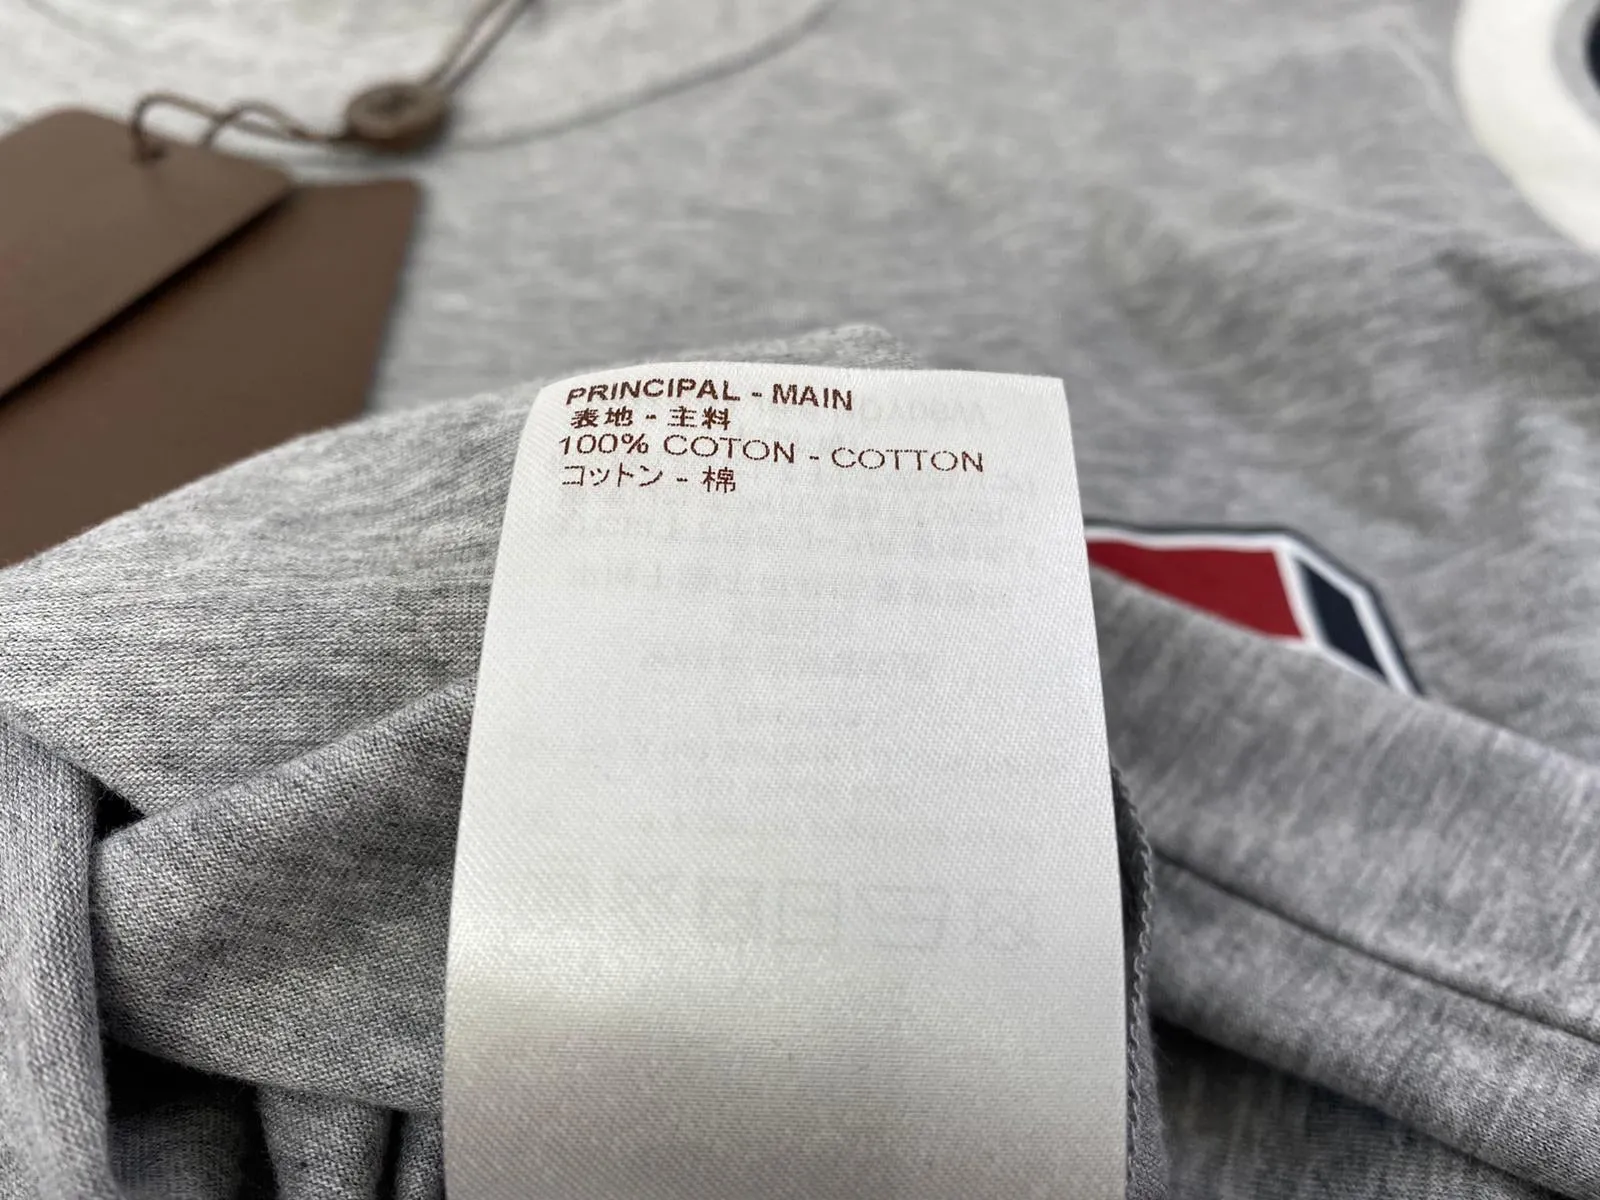 PRINCIPAL - MAIN
表地 - 主料
100% COTON - COTTON
コットン - 棉